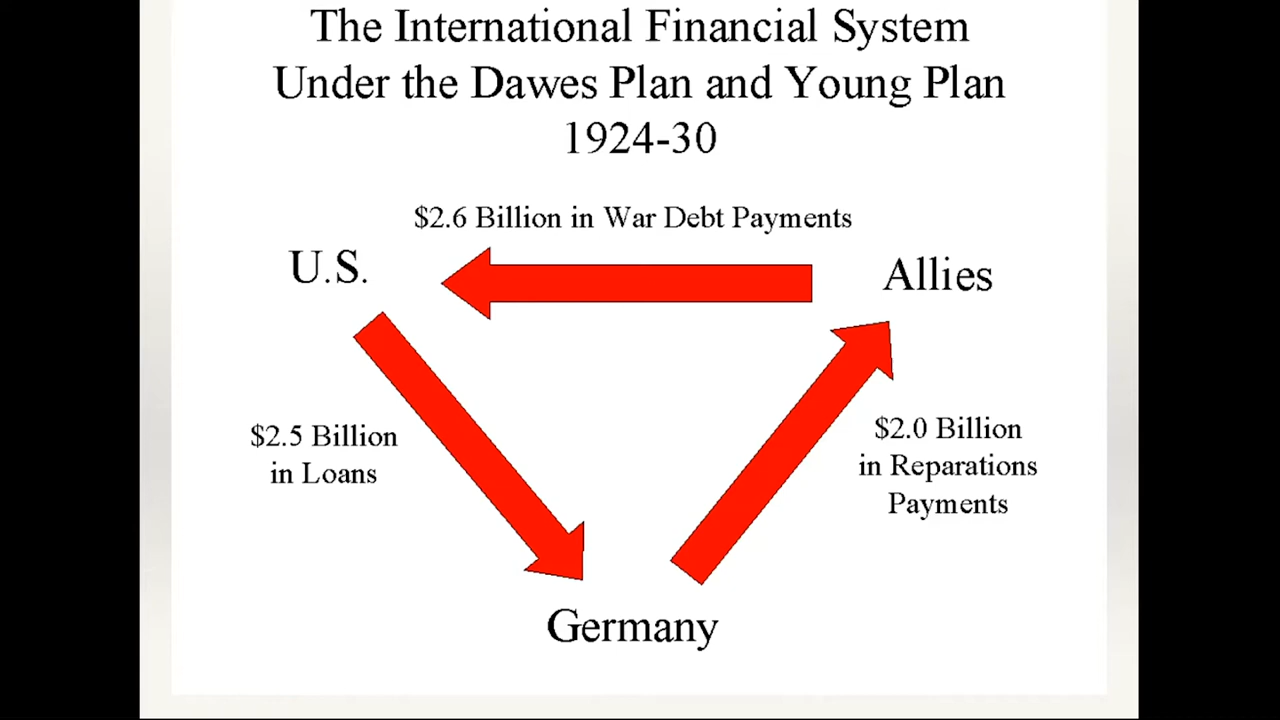 The International Financial System
Under the Dawes Plan and Young Plan
1924-30
$2.6 Billion in War Debt Payments
U.S.
Allies
$2.5 Billion
in Loans
$2.0 Billion
in Reparations
Payments
Germany